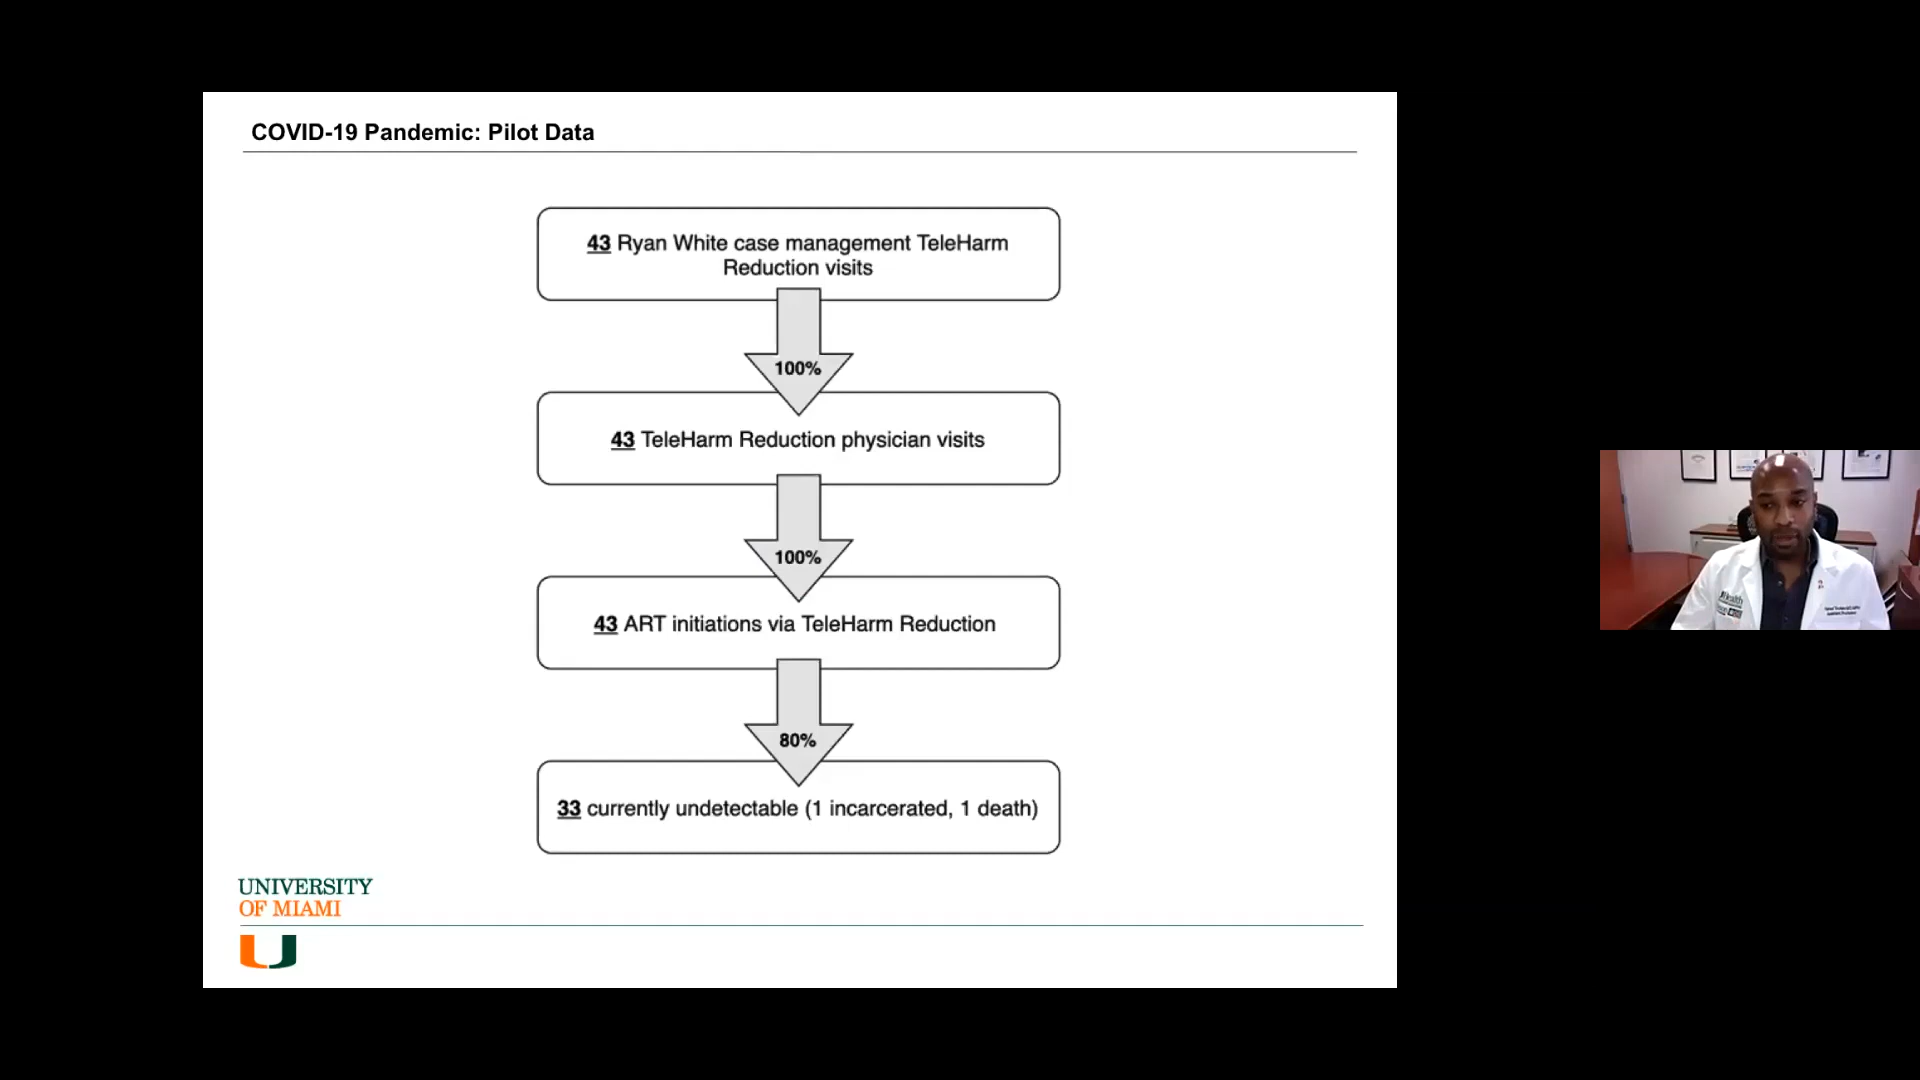 COVID-19 Pandemic: Pilot Data
43 Ryan White case management TeleHarm
Reduction visits
100%
43 TeleHarm Reduction physician visits
100%
43 ART initiations via TeleHarm Reduction
80%
33 currently undetectable (1 incarcerated, 1 death)
UNIVERSITY
OF MIAMI